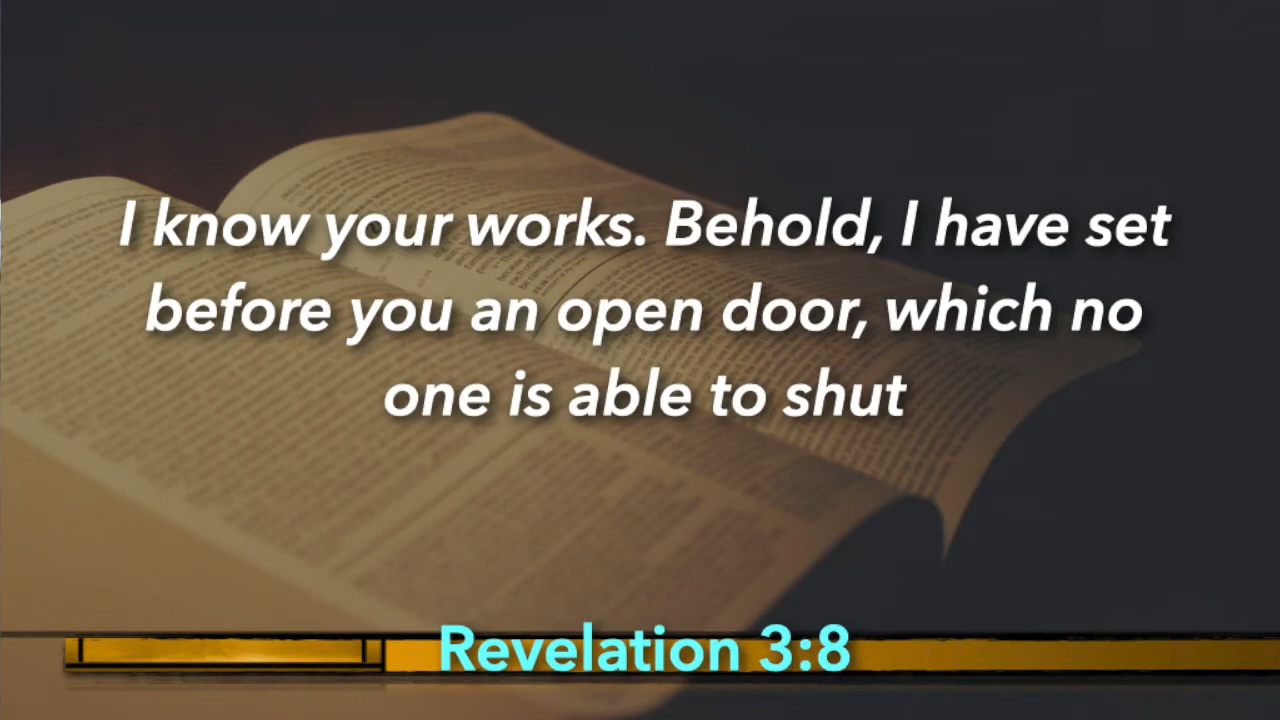 I know your works. Behold, I have set
before you an open door, which no
one is able to shut
Revelation 3:8